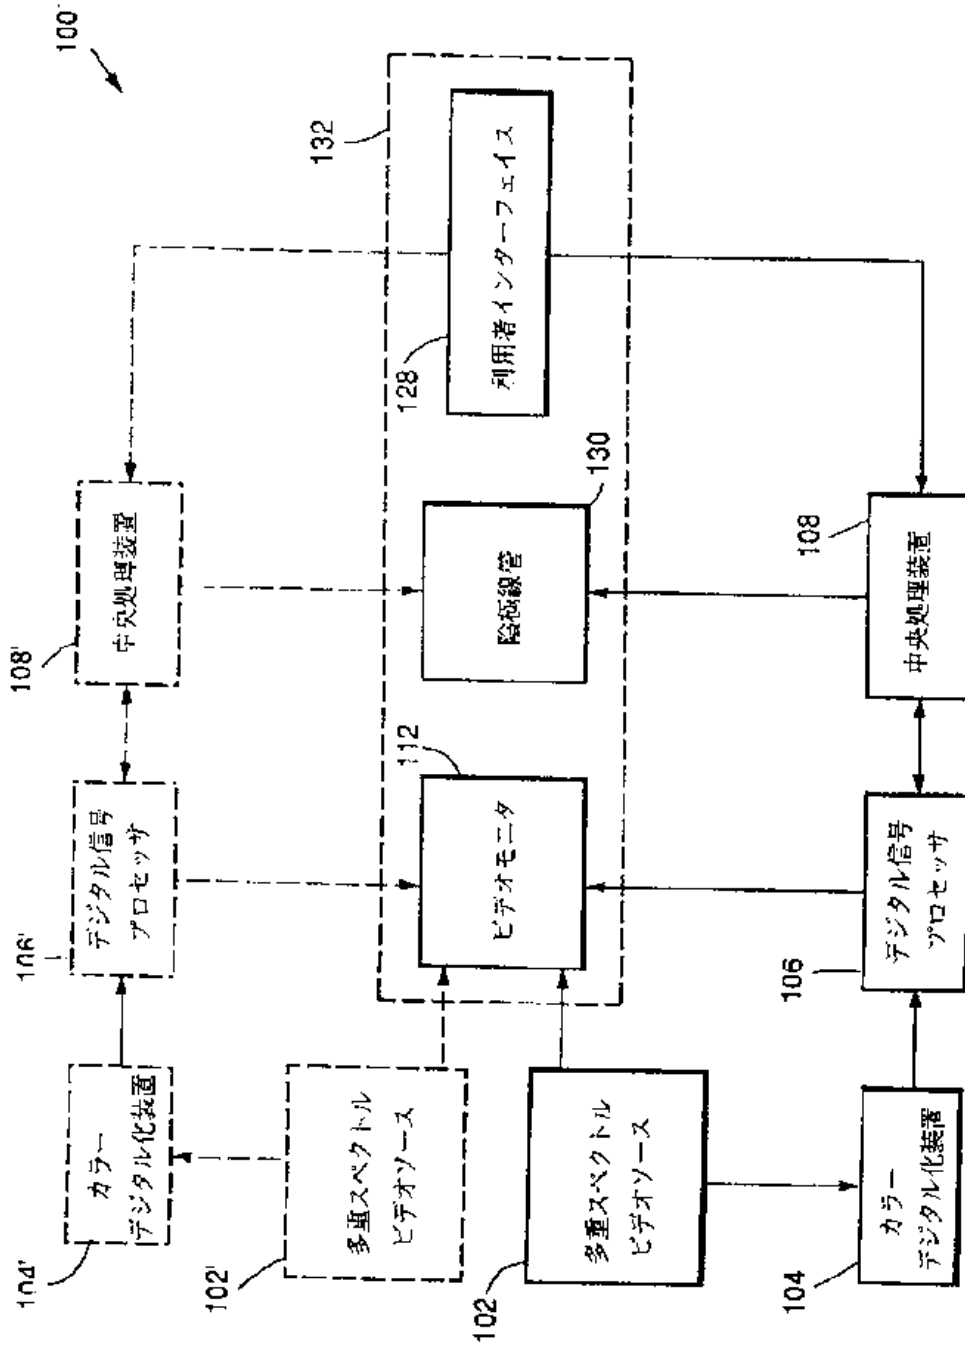 100
104'
カラー
デジタル化装置
106'
デジタル信号
プロセッサ
108'
中央処理装置
132
102'
多重スペクトル
ビデオソース
112
ビデオモニタ
130
陰極線管
128
利用者インターフェイス
102
多重スペクトル
ビデオソース
104
カラー
デジタル化装置
106
デジタル信号
プロセッサ
108
中央処理装置